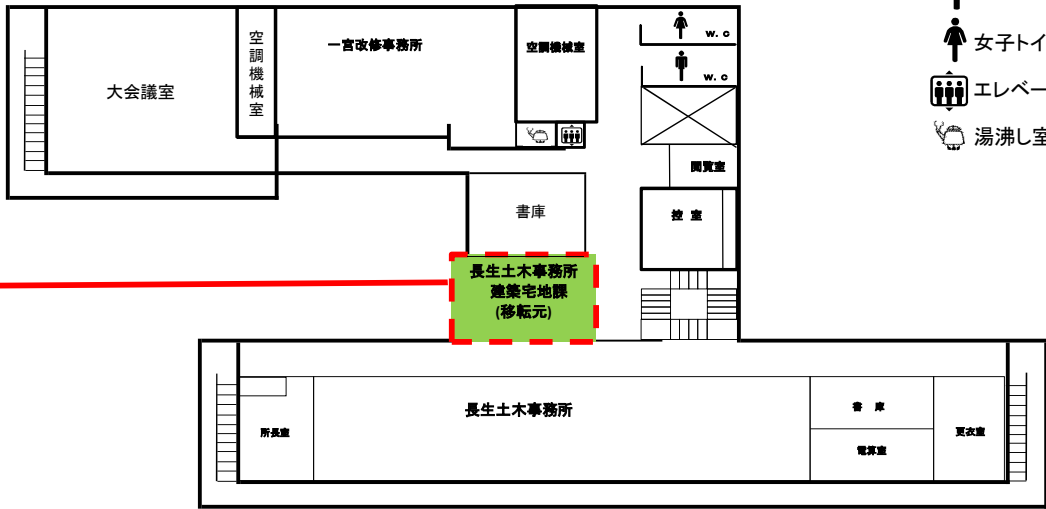 大会議室
空調機械室
一宮改修事務所
空調機械室
w.c
w.c
女子トイ
エレベー
湯沸し室
閲覧室
書庫
控 室
長生土木事務所
建築宅地課
(移転元)
所長室
長生土木事務所
書 庫
電算室
更衣室